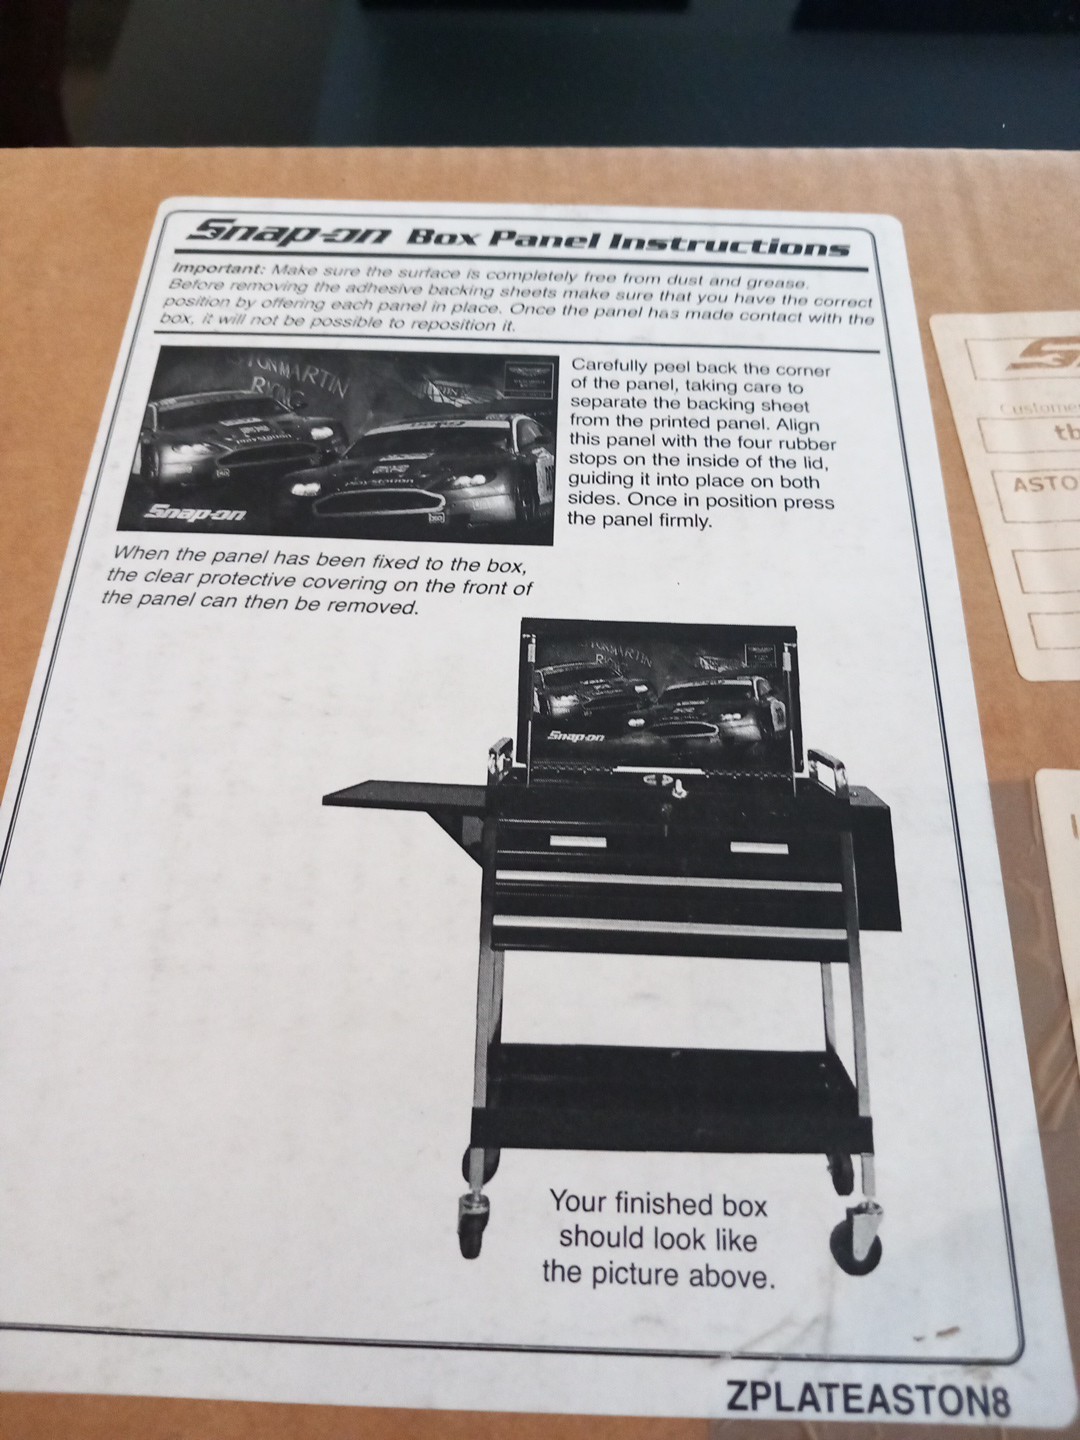 Snap-on Box Panel Instructions
Important: Make sure the surface is completely free from dust and grease.
Before removing the adhesive backing sheets make sure that you have the correct
position by offering each panel in place. Once the panel has made contact with the
box, it will not be possible to reposition it.
MARTIN
Snap-on
Carefully peel back the corner
of the panel, taking care to
separate the backing sheet
from the printed panel. Align
this panel with the four rubber
stops on the inside of the lid,
guiding it into place on both
sides. Once in position press
the panel firmly.
When the panel has been fixed to the box,
the clear protective covering on the front of
the panel can then be removed.
MARTIN
Snap-on
Your finished box
should look like
the picture above.
ZPLATEASTON8
Custome
tb
ASTO